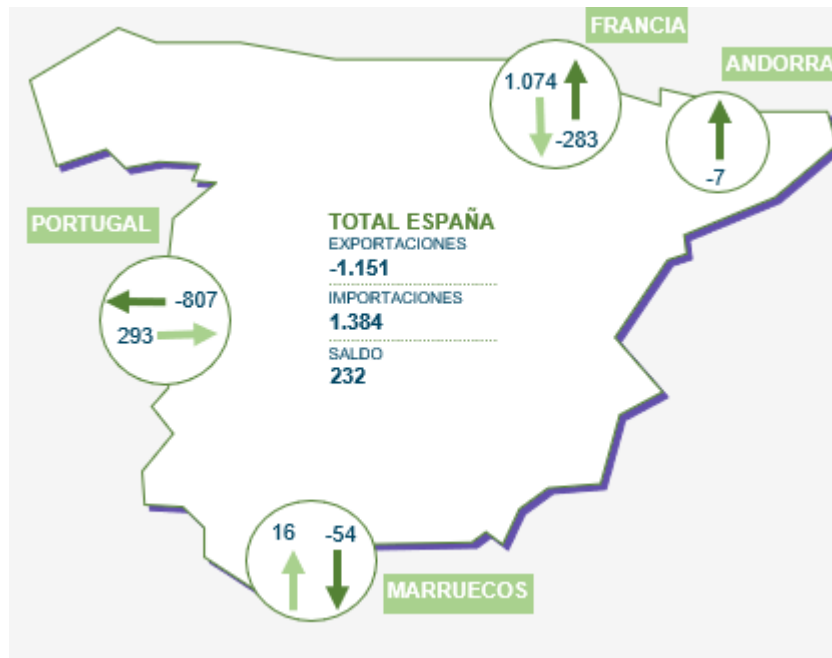 FRANCIA
1.074
-283
ANDORRA
-7
PORTUGAL
-807
293
TOTAL ESPAÑA
EXPORTACIONES
-1.151
IMPORTACIONES
1.384
SALDO
232
16 -54
MARRUECOS